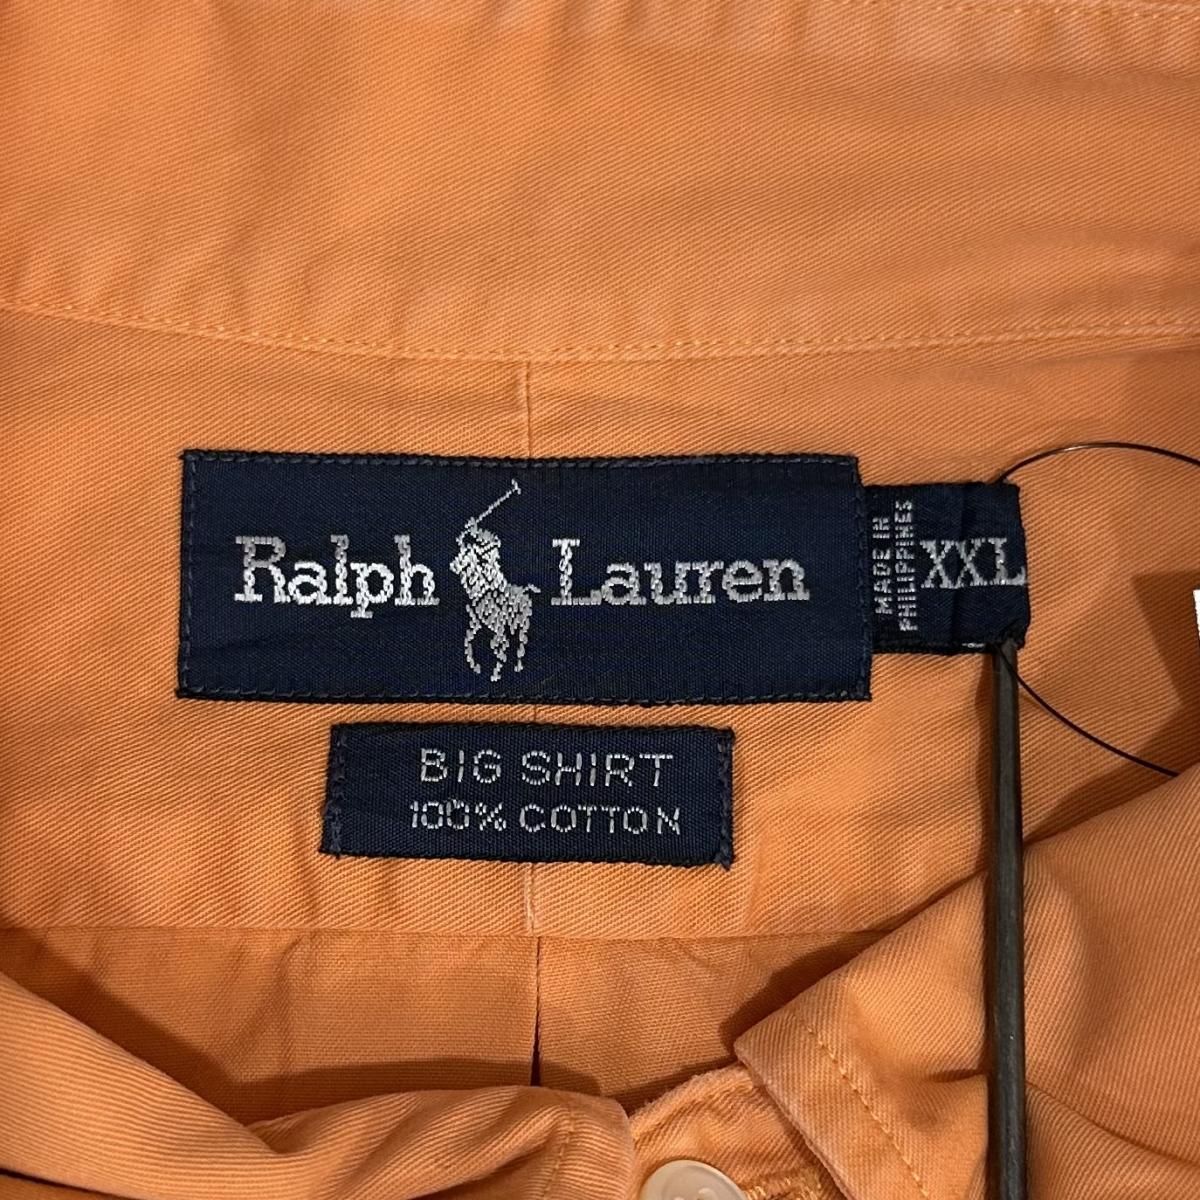 Ralph Lauren
MADE IN
PHILIPPINES
XXL
BIG SHIRT
100% COTTON